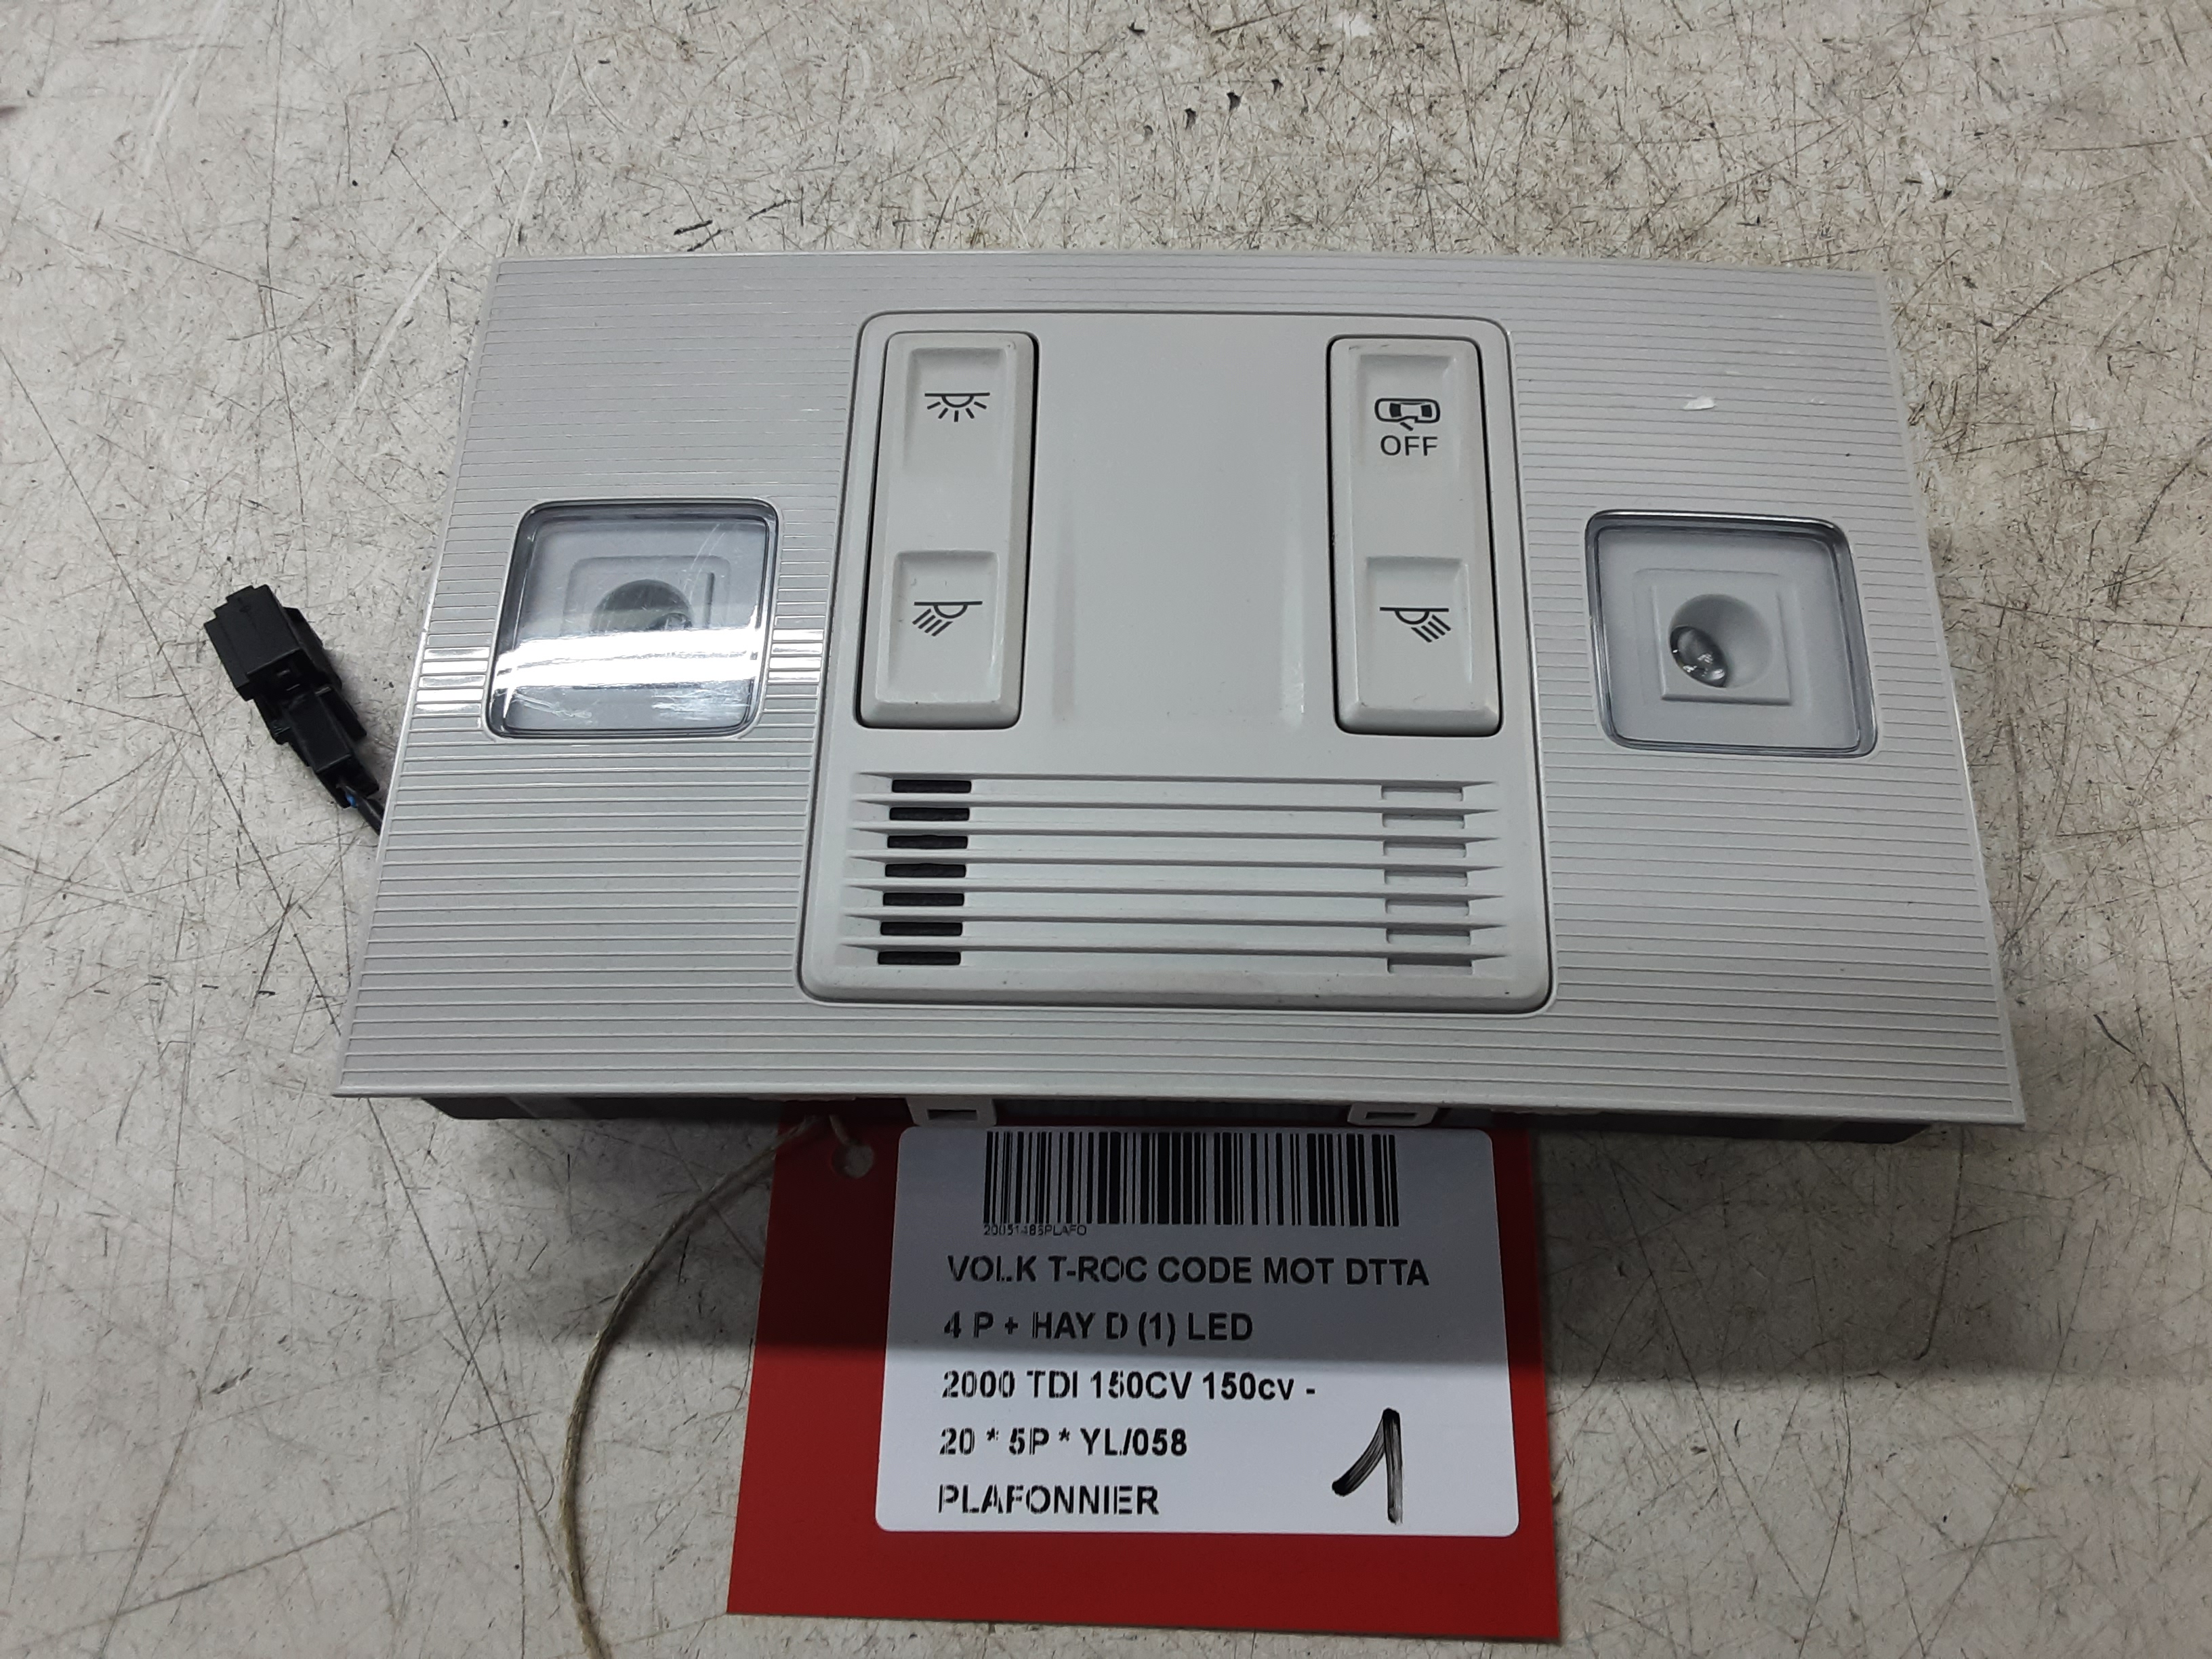 OFF
20051486PLAFO
VOLK T-ROC CODE MOT DTTA
4 P + HAY D (1) LED
2000 TDI 150CV 150cv -
20 * 5P * YL/058
PLAFONNIER
1